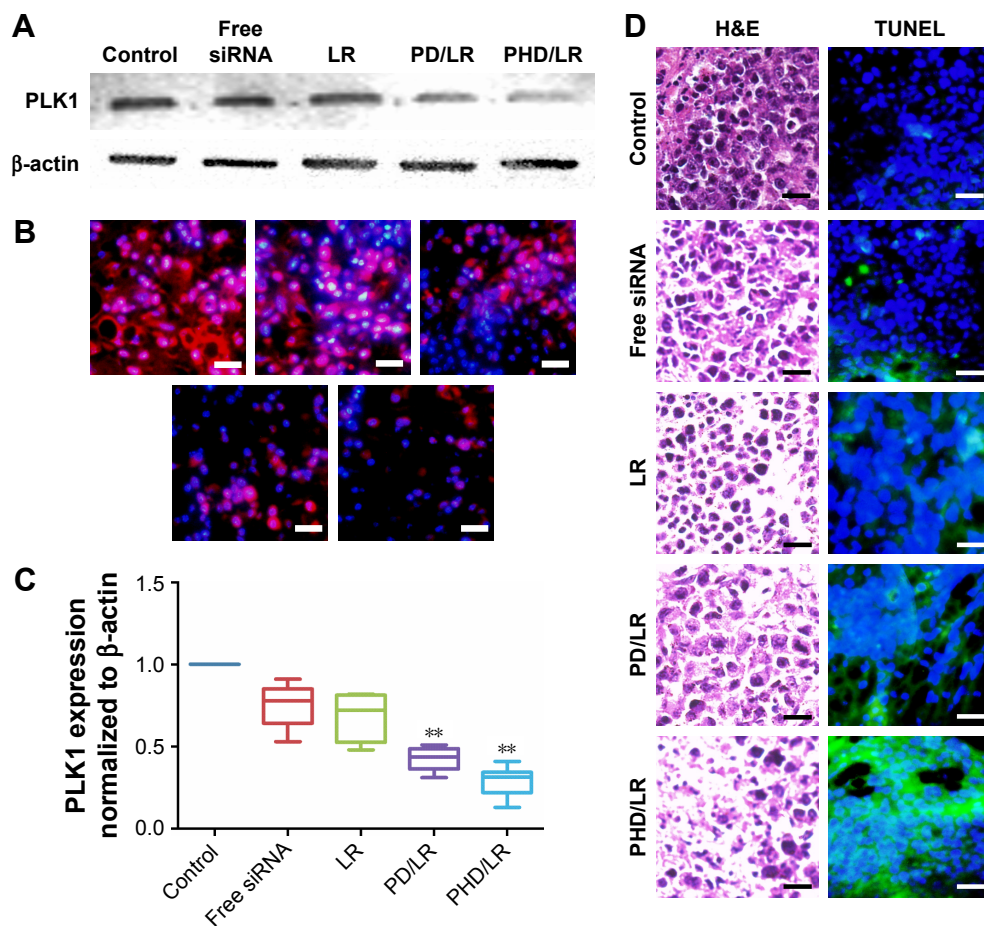 A
Control
Free
siRNA
LR
PD/LR
PHD/LR
PLK1
β-actin
B
C
PLK1 expression
normalized to β-actin
1.5
1.0
0.5
0.0
**
**
Control
Free siRNA
LR
PD/LR
PHD/LR
D
H&E
TUNEL
Control
Free siRNA
LR
PD/LR
PHD/LR